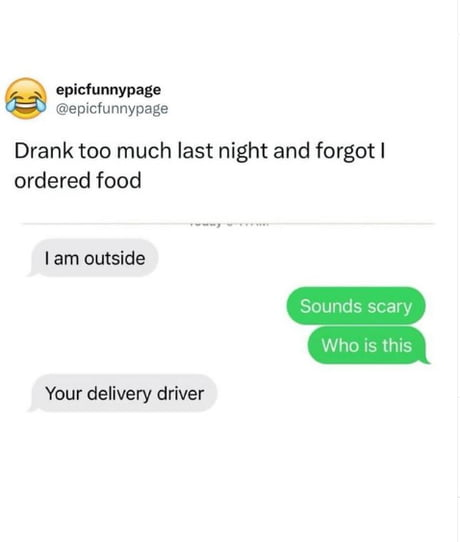 epicfunnypage
@epicfunnypage
Drank too much last night and forgot I
ordered food
I am outside
Sounds scary
Who is this
Your delivery driver